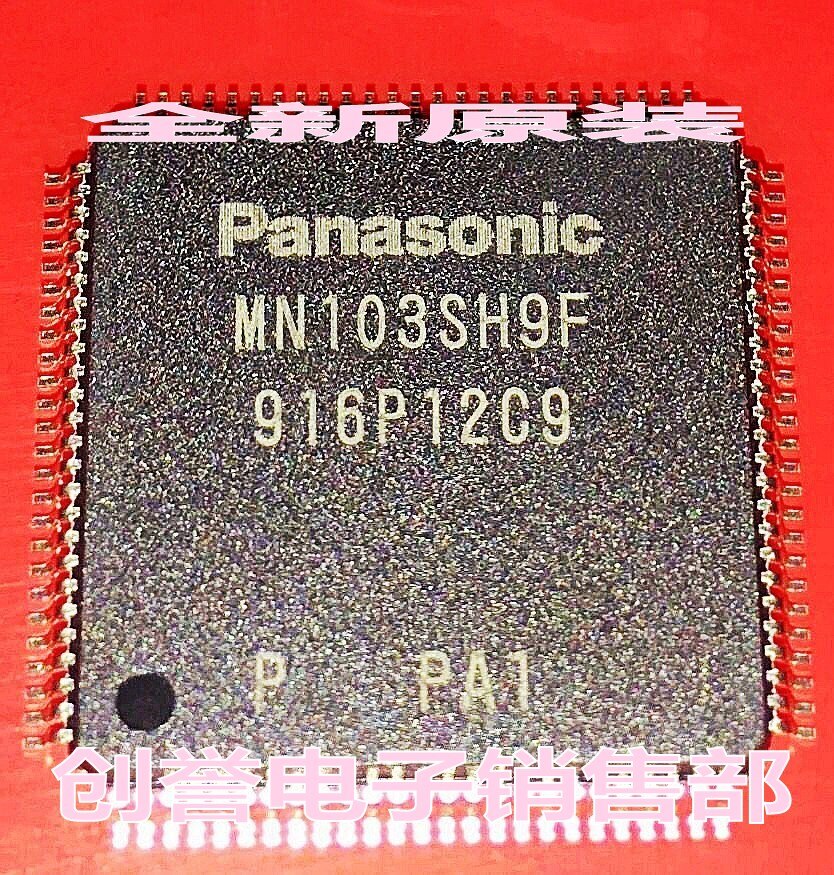 全新原装
Panasonic
MN103SH9F
916P12C9
P PA1
创誉电子销售部